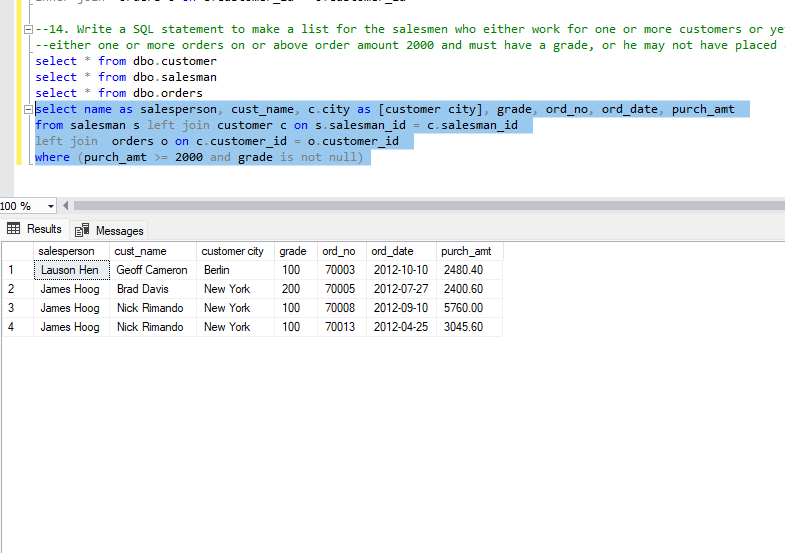 --14. Write a SQL statement to make a list for the salesmen who either work for one or more customers or ye
--either one or more orders on or above order amount 2000 and must have a grade, or he may not have placed
select * from dbo.customer
select * from dbo.salesman
select * from dbo.orders
select name as salesperson, cust_name, c.city as [customer city], grade, ord_no, ord_date, purch_amt
from salesman s left join customer c on s.salesman_id = c.salesman_id
left join  orders o on c.customer_id = o.customer_id
where (purch_amt >= 2000 and grade is not null)
100 %
Results Messages
salesperson cust_name customer city grade ord_no ord_date purch_amt
1 Lauson Hen Geoff Cameron Berlin 100 70003 2012-10-10 2480.40
2 James Hoog Brad Davis New York 200 70005 2012-07-27 2400.60
3 James Hoog Nick Rimando New York 100 70008 2012-09-10 5760.00
4 James Hoog Nick Rimando New York 100 70013 2012-04-25 3045.60